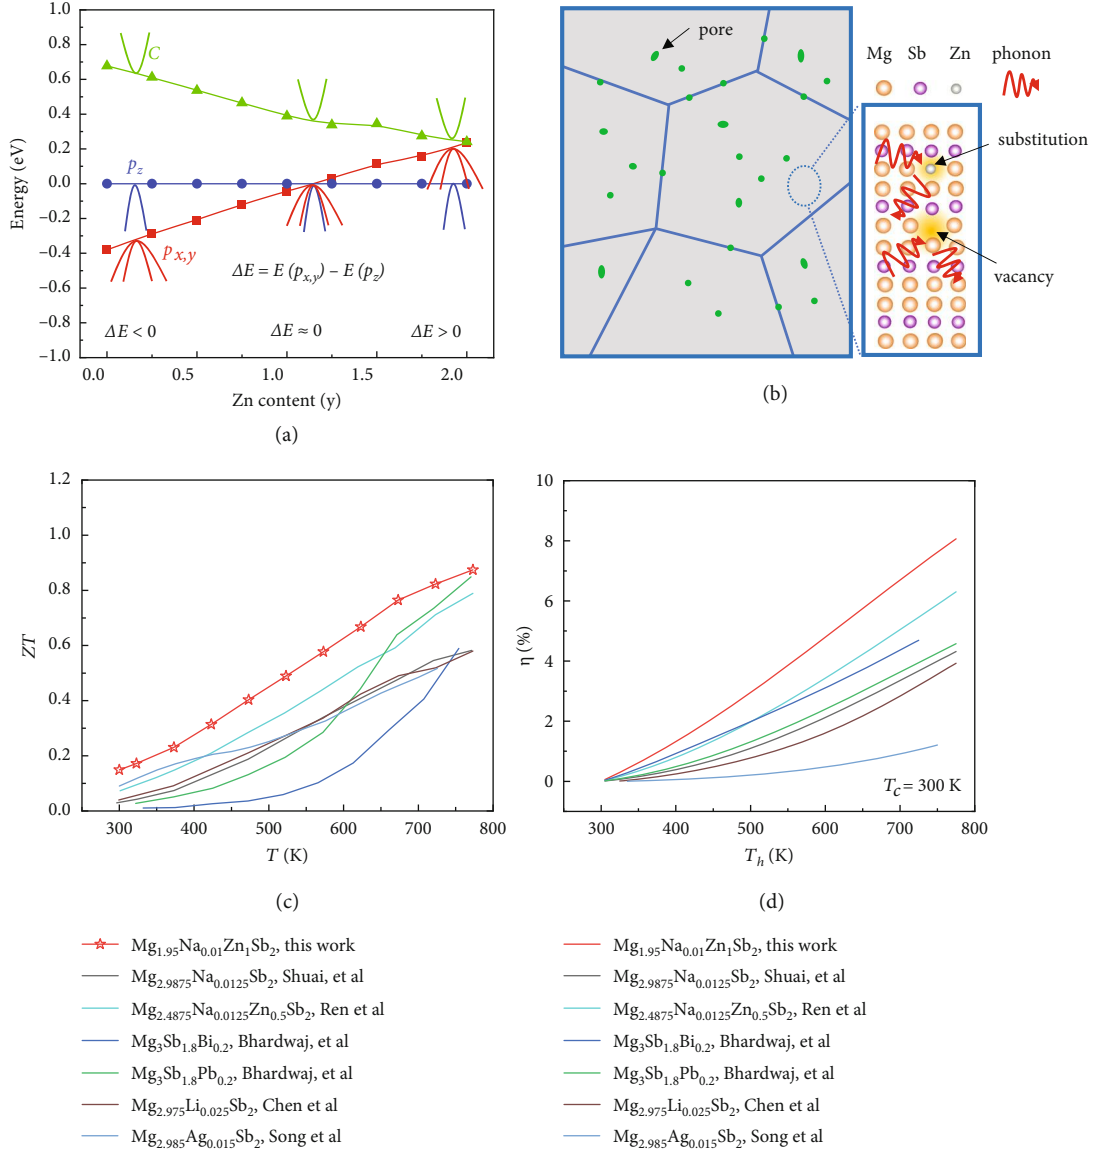 1.0
0.8
0.6
0.4
0.2
0.0
−0.2
−0.4
−0.6
−0.8
−1.0
Energy (eV)
C
p_z
p_x,y
ΔE = E (p_x,y) − E (p_z)
ΔE < 0
ΔE ≈ 0
ΔE > 0
0.0 0.5 1.0 1.5 2.0
Zn content (y)
(a)
pore
Mg Sb Zn phonon
substitution
vacancy
(b)
1.2
1.0
0.8
0.6
0.4
0.2
0.0
ZT
300 400 500 600 700 800
T (K)
(c)
10
8
6
4
2
0
η (%)
T_c = 300 K
300 400 500 600 700 800
T_h (K)
(d)
Mg1.95Na0.01Zn1Sb2, this work
Mg2.9875Na0.0125Sb2, Shuai, et al
Mg2.4875Na0.0125Zn0.5Sb2, Ren et al
Mg3Sb1.8Bi0.2, Bhardwaj, et al
Mg3Sb1.8Pb0.2, Bhardwaj, et al
Mg2.975Li0.025Sb2, Chen et al
Mg2.985Ag0.015Sb2, Song et al
Mg1.95Na0.01Zn1Sb2, this work
Mg2.9875Na0.0125Sb2, Shuai, et al
Mg2.4875Na0.0125Zn0.5Sb2, Ren et al
Mg3Sb1.8Bi0.2, Bhardwaj, et al
Mg3Sb1.8Pb0.2, Bhardwaj, et al
Mg2.975Li0.025Sb2, Chen et al
Mg2.985Ag0.015Sb2, Song et al